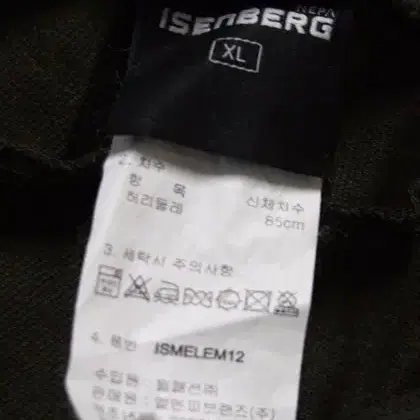 NEPA
ISENBERG
XL
2. 치수
항 목 신체치수
허리둘레 85cm
3. 세탁시 주의사항
4. 품번 ISMELEM12
수입원 :
판매원 :